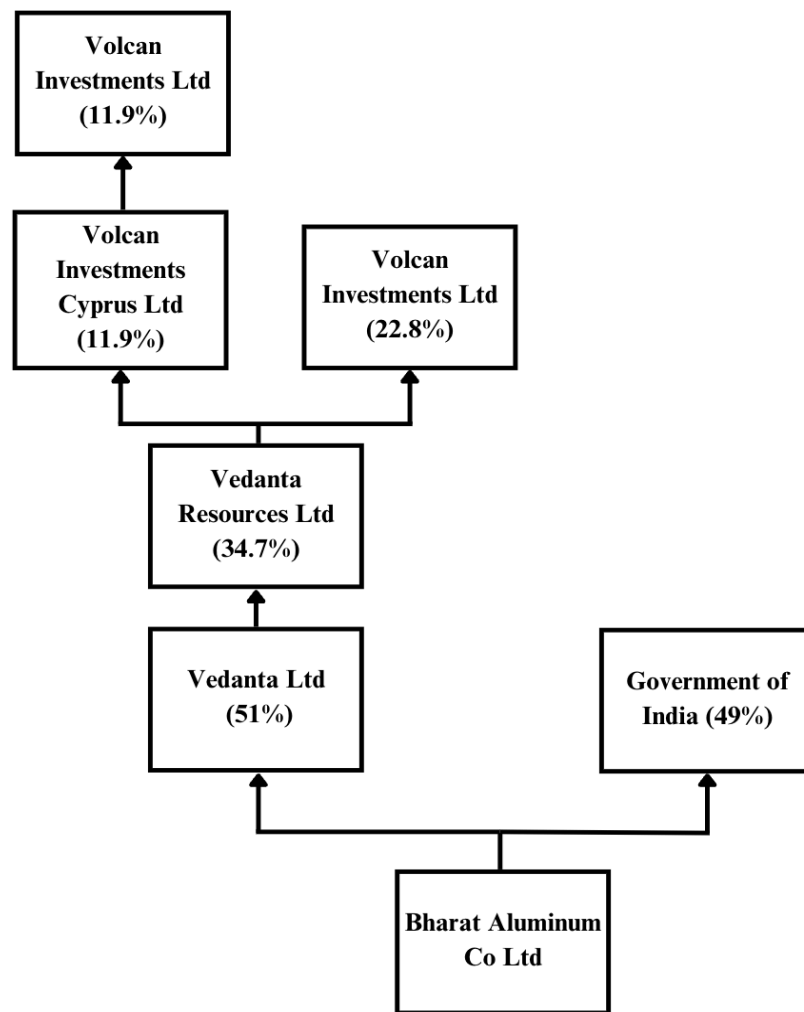 Volcan
Investments Ltd
(11.9%)
Volcan
Investments
Cyprus Ltd
(11.9%)
Volcan
Investments Ltd
(22.8%)
Vedanta
Resources Ltd
(34.7%)
Vedanta Ltd
(51%)
Government of
India (49%)
Bharat Aluminum
Co Ltd